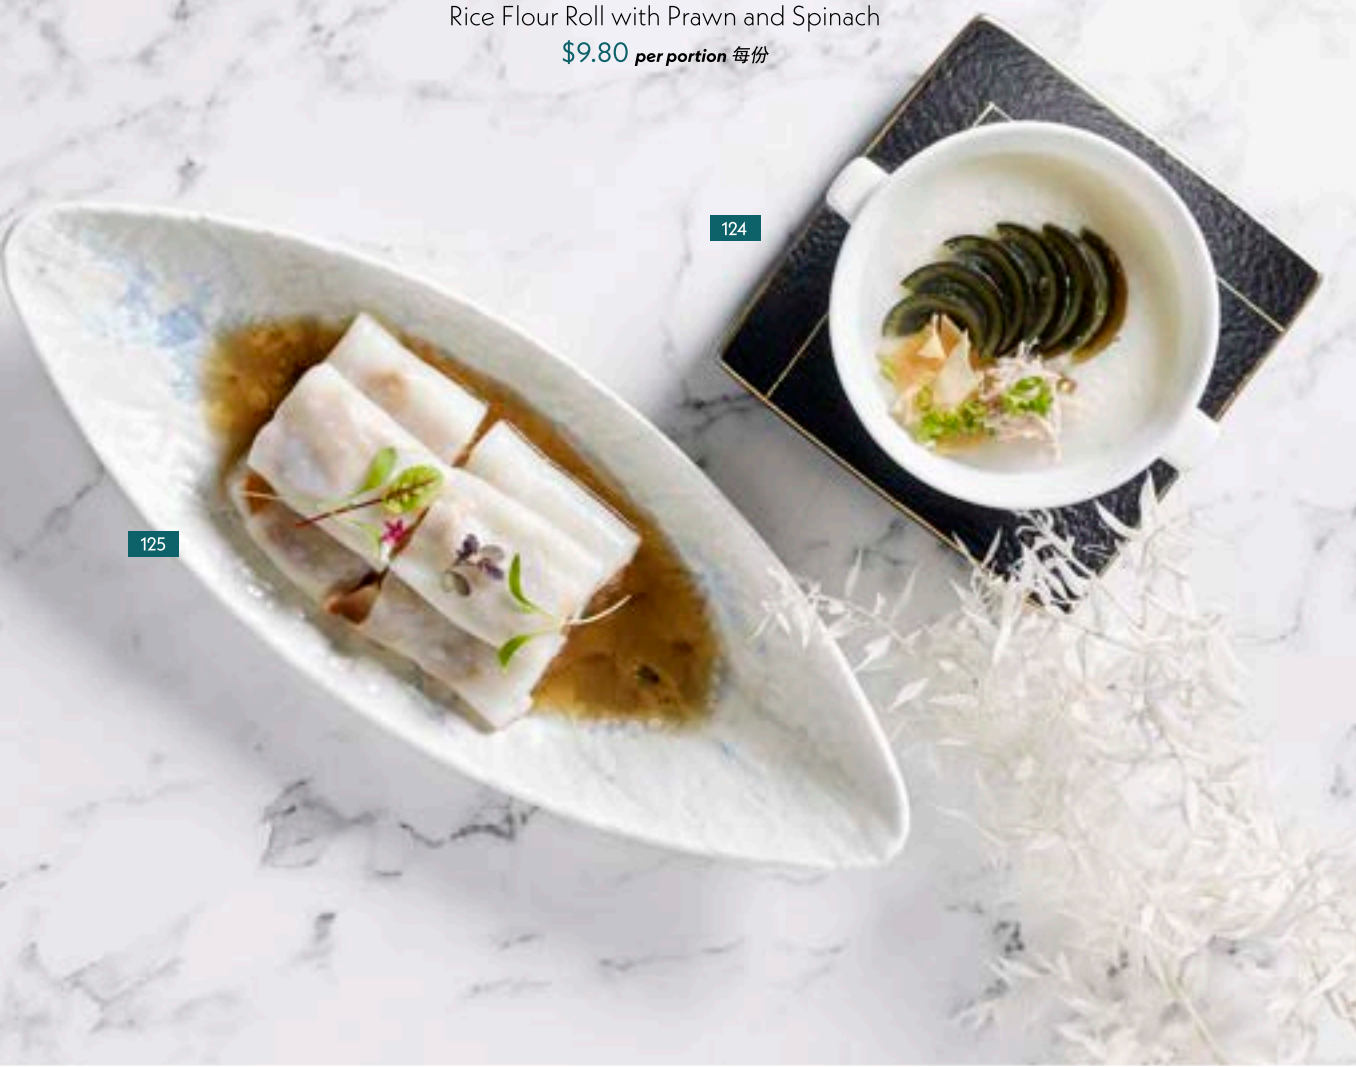 Rice Flour Roll with Prawn and Spinach
$9.80 per portion 每份
124
125